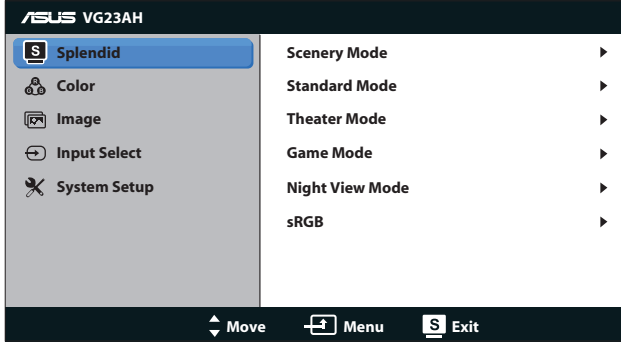 ASUS VG23AH
S Splendid
Color
Image
Input Select
System Setup
Scenery Mode
Standard Mode
Theater Mode
Game Mode
Night View Mode
sRGB
Move Menu S Exit